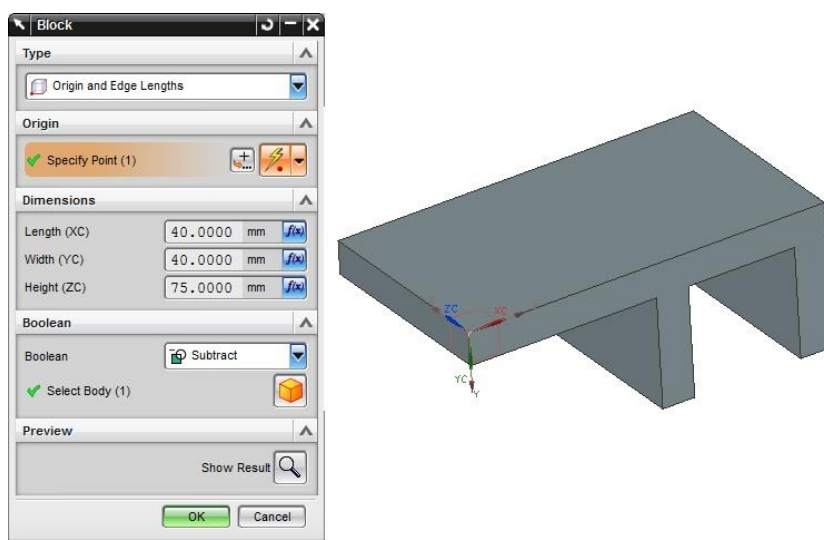 Block
Type
Origin and Edge Lengths
Origin
Specify Point (1)
Dimensions
Length (XC) 40.0000 mm f(x)
Width (YC) 40.0000 mm f(x)
Height (ZC) 75.0000 mm f(x)
Boolean
Boolean Subtract
Select Body (1)
Preview
Show Result
OK Cancel
ZC XC
YC
Y